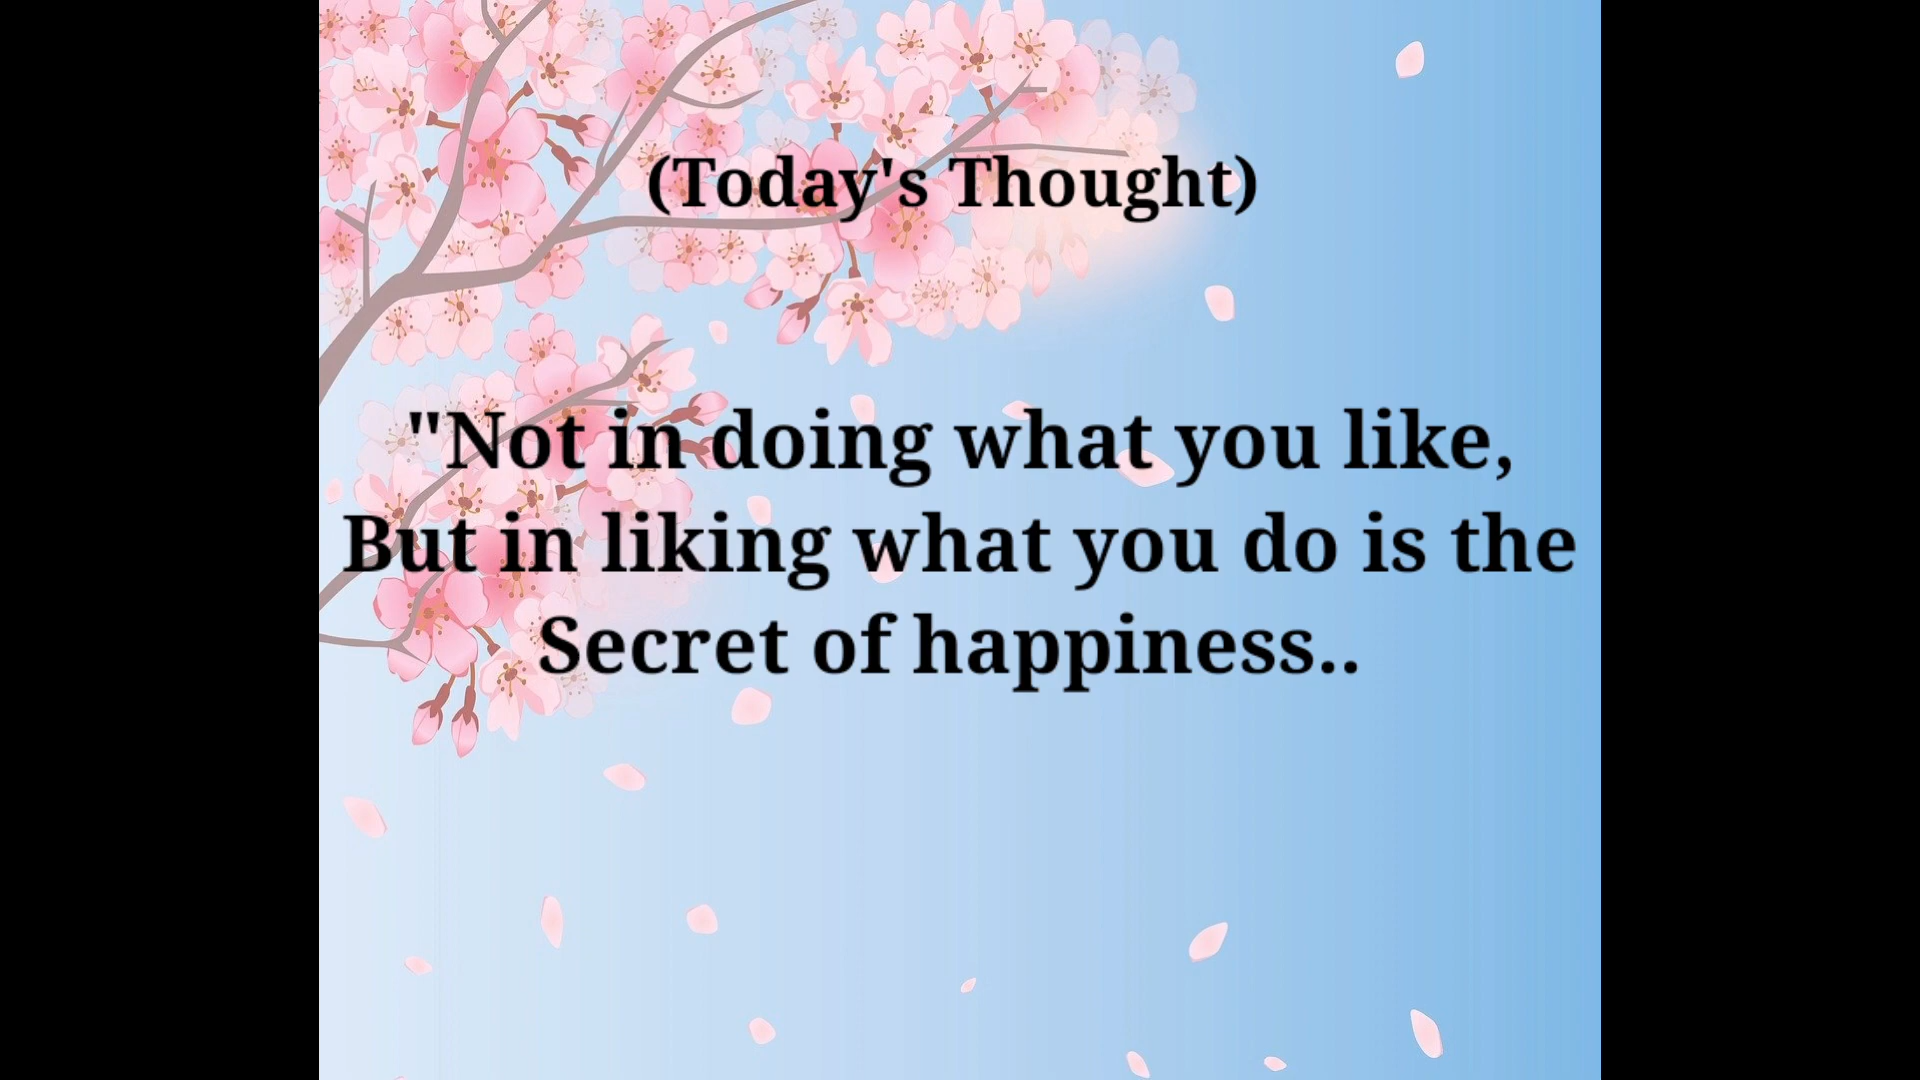 (Today's Thought)
"Not in doing what you like,
But in liking what you do is the
Secret of happiness..